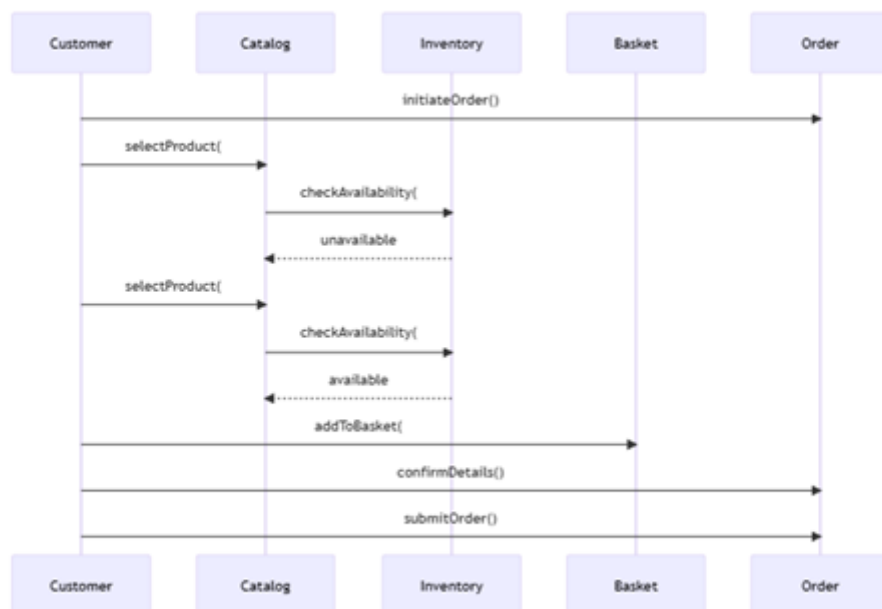 Customer Catalog Inventory Basket Order
initiateOrder()
selectProduct(
checkAvailability(
unavailable
selectProduct(
checkAvailability(
available
addToBasket(
confirmDetails()
submitOrder()
Customer Catalog Inventory Basket Order